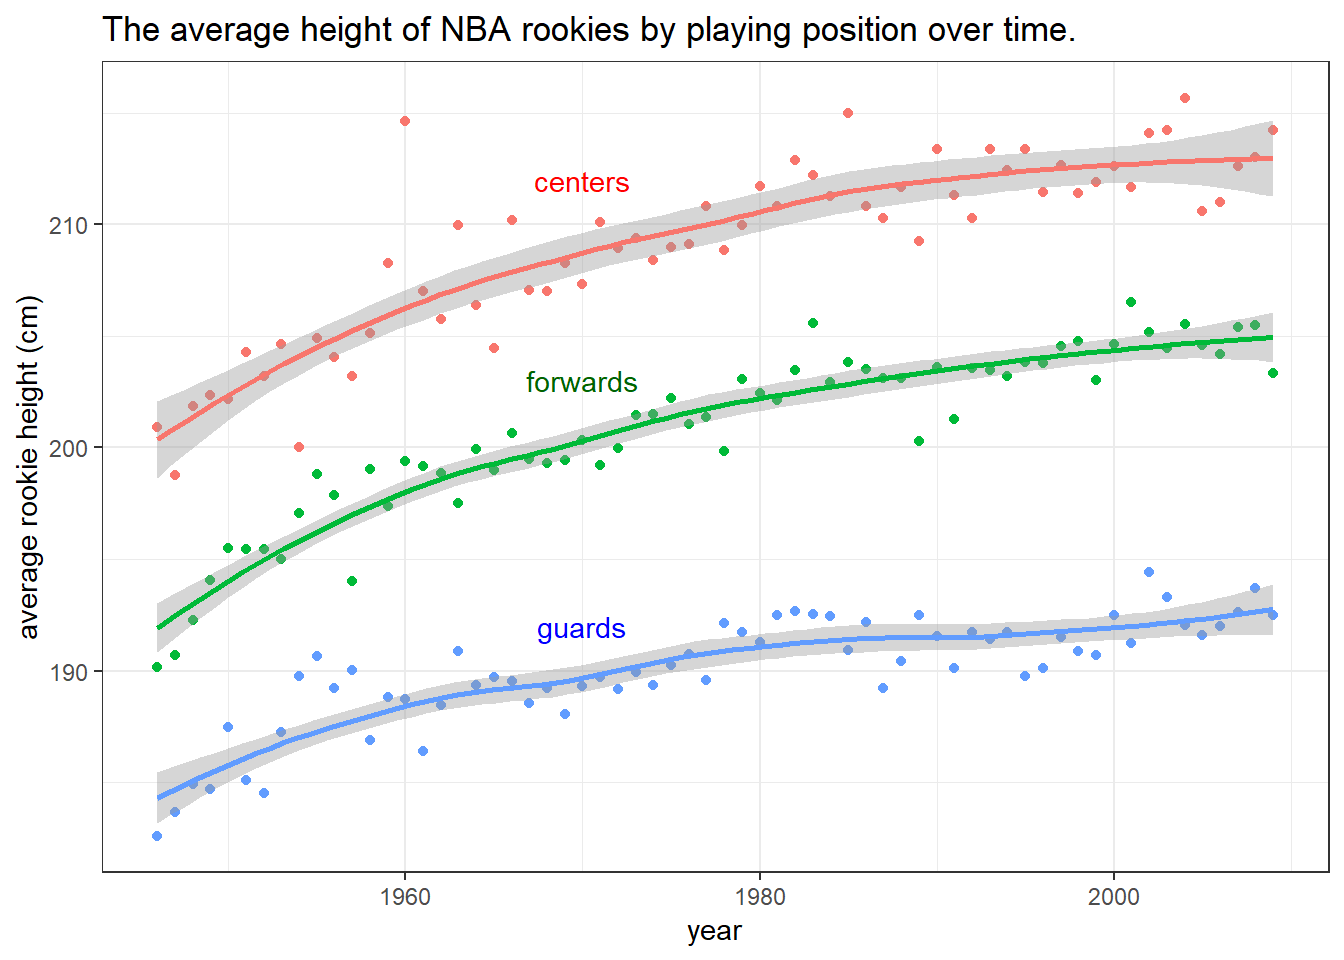 The average height of NBA rookies by playing position over time.
centers
210
forwards
200
guards
190
average rookie height (cm)
1960 1980 2000
year